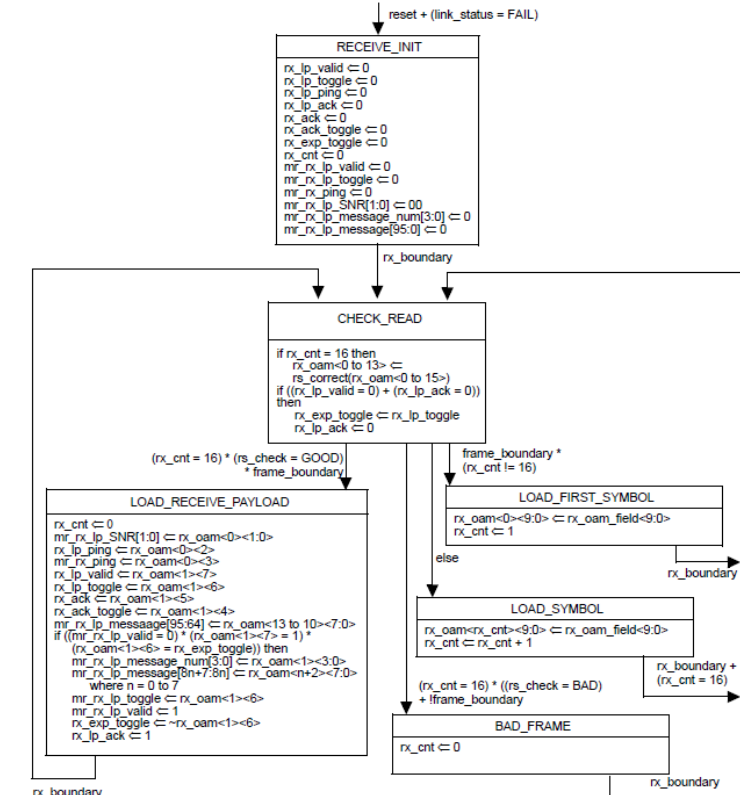 reset + (link_status = FAIL)
RECEIVE_INIT
rx_lp_valid ⇐ 0
rx_lp_toggle ⇐ 0
rx_lp_ping ⇐ 0
rx_lp_ack ⇐ 0
rx_ack ⇐ 0
rx_ack_toggle ⇐ 0
rx_exp_toggle ⇐ 0
rx_cnt ⇐ 0
mr_rx_lp_valid ⇐ 0
mr_rx_lp_toggle ⇐ 0
mr_rx_ping ⇐ 0
mr_rx_lp_SNR[1:0] ⇐ 00
mr_rx_lp_message_num[3:0] ⇐ 0
mr_rx_lp_message[95:0] ⇐ 0
rx_boundary
CHECK_READ
if rx_cnt = 16 then
rx_oam<0 to 13> ⇐
rs_correct(rx_oam<0 to 15>)
if ((rx_lp_valid = 0) + (rx_lp_ack = 0))
then
rx_exp_toggle ⇐ rx_lp_toggle
rx_lp_ack ⇐ 0
(rx_cnt = 16) * (rs_check = GOOD)
* frame_boundary
LOAD_RECEIVE_PAYLOAD
rx_cnt ⇐ 0
mr_rx_lp_SNR[1:0] ⇐ rx_oam<0><1:0>
rx_lp_ping ⇐ rx_oam<0><2>
mr_rx_ping ⇐ rx_oam<0><3>
rx_lp_valid ⇐ rx_oam<1><7>
rx_lp_toggle ⇐ rx_oam<1><6>
rx_ack ⇐ rx_oam<1><5>
rx_ack_toggle ⇐ rx_oam<1><4>
mr_rx_lp_messaage[95:64] ⇐ rx_oam<13 to 10><7:0>
if ((mr_rx_lp_valid = 0) * (rx_oam<1><7> = 1) *
(rx_oam<1><6> = rx_exp_toggle)) then
mr_rx_lp_message_num[3:0] ⇐ rx_oam<1><3:0>
mr_rx_lp_message[8n+7:8n] ⇐ rx_oam<n+2><7:0>
where n = 0 to 7
mr_rx_lp_toggle ⇐ rx_oam<1><6>
mr_rx_lp_valid ⇐ 1
rx_exp_toggle ⇐ ~rx_oam<1><6>
rx_lp_ack ⇐ 1
rx_boundary
frame_boundary *
(rx_cnt != 16)
LOAD_FIRST_SYMBOL
rx_oam<0><9:0> ⇐ rx_oam_field<9:0>
rx_cnt ⇐ 1
rx_boundary
else
LOAD_SYMBOL
rx_oam<rx_cnt><9:0> ⇐ rx_oam_field<9:0>
rx_cnt ⇐ rx_cnt + 1
rx_boundary +
(rx_cnt = 16)
(rx_cnt = 16) * ((rs_check = BAD)
+ !frame_boundary
BAD_FRAME
rx_cnt ⇐ 0
rx_boundary